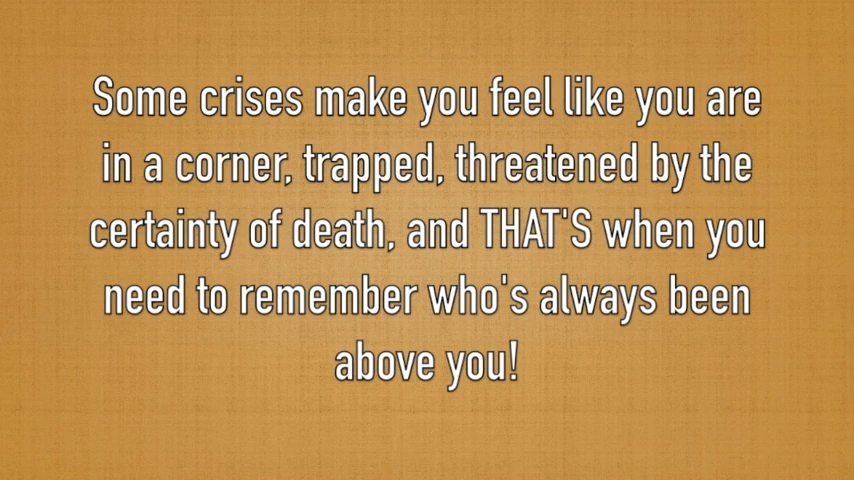 Some crises make you feel like you are
in a corner, trapped, threatened by the
certainty of death, and THAT'S when you
need to remember who's always been
above you!